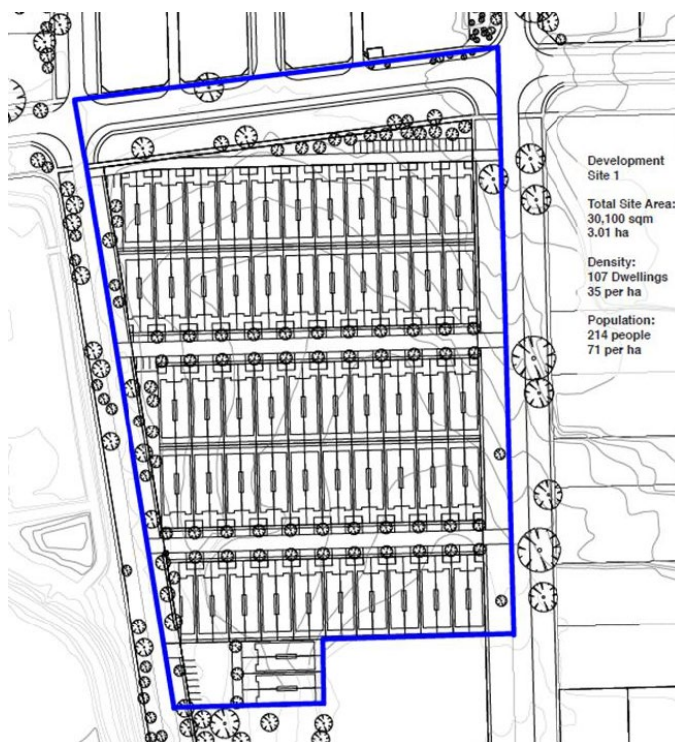 Development
Site 1
Total Site Area:
30,100 sqm
3.01 ha
Density:
107 Dwellings
35 per ha
Population:
214 people
71 per ha